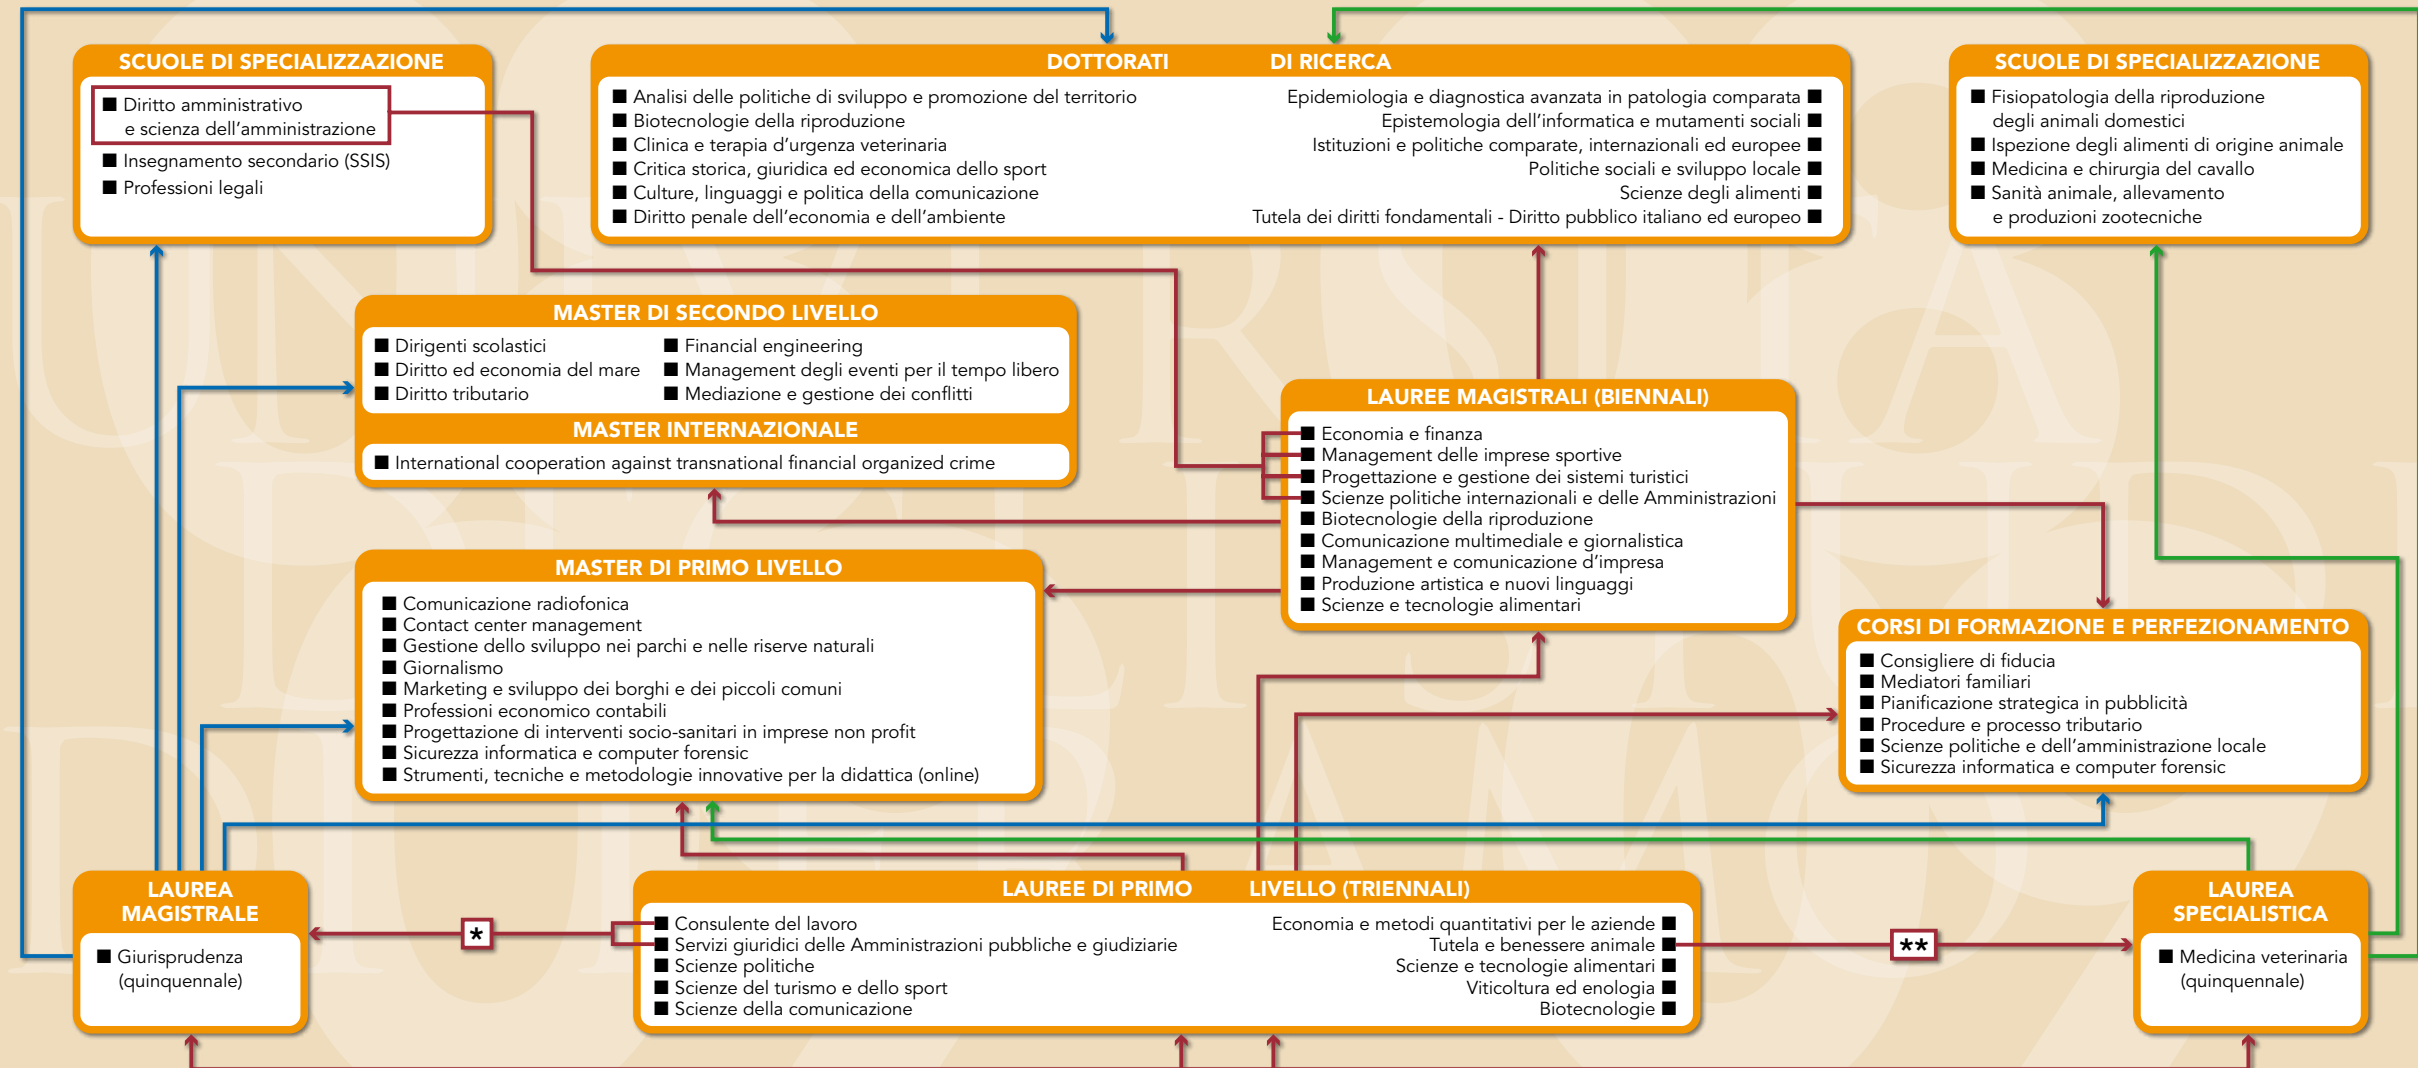 SCUOLE DI SPECIALIZZAZIONE
■ Diritto amministrativo
e scienza dell'amministrazione
■ Insegnamento secondario (SSIS)
■ Professioni legali
DOTTORATI DI RICERCA
■ Analisi delle politiche di sviluppo e promozione del territorio
■ Biotecnologie della riproduzione
■ Clinica e terapia d'urgenza veterinaria
■ Critica storica, giuridica ed economica dello sport
■ Culture, linguaggi e politica della comunicazione
■ Diritto penale dell'economia e dell'ambiente
Epidemiologia e diagnostica avanzata in patologia comparata ■
Epistemologia dell'informatica e mutamenti sociali ■
Istituzioni e politiche comparate, internazionali ed europee ■
Politiche sociali e sviluppo locale ■
Scienze degli alimenti ■
Tutela dei diritti fondamentali - Diritto pubblico italiano ed europeo ■
SCUOLE DI SPECIALIZZAZIONE
■ Fisiopatologia della riproduzione
degli animali domestici
■ Ispezione degli alimenti di origine animale
■ Medicina e chirurgia del cavallo
■ Sanità animale, allevamento
e produzioni zootecniche
MASTER DI SECONDO LIVELLO
■ Dirigenti scolastici
■ Diritto ed economia del mare
■ Diritto tributario
■ Financial engineering
■ Management degli eventi per il tempo libero
■ Mediazione e gestione dei conflitti
MASTER INTERNAZIONALE
■ International cooperation against transnational financial organized crime
LAUREE MAGISTRALI (BIENNALI)
■ Economia e finanza
■ Management delle imprese sportive
■ Progettazione e gestione dei sistemi turistici
■ Scienze politiche internazionali e delle Amministrazioni
■ Biotecnologie della riproduzione
■ Comunicazione multimediale e giornalistica
■ Management e comunicazione d'impresa
■ Produzione artistica e nuovi linguaggi
■ Scienze e tecnologie alimentari
MASTER DI PRIMO LIVELLO
■ Comunicazione radiofonica
■ Contact center management
■ Gestione dello sviluppo nei parchi e nelle riserve naturali
■ Giornalismo
■ Marketing e sviluppo dei borghi e dei piccoli comuni
■ Professioni economico contabili
■ Progettazione di interventi socio-sanitari in imprese non profit
■ Sicurezza informatica e computer forensic
■ Strumenti, tecniche e metodologie innovative per la didattica (online)
CORSI DI FORMAZIONE E PERFEZIONAMENTO
■ Consigliere di fiducia
■ Mediatori familiari
■ Pianificazione strategica in pubblicità
■ Procedure e processo tributario
■ Scienze politiche e dell'amministrazione locale
■ Sicurezza informatica e computer forensic
LAUREA
MAGISTRALE
■ Giurisprudenza
(quinquennale)
*
LAUREE DI PRIMO LIVELLO (TRIENNALI)
■ Consulente del lavoro
■ Servizi giuridici delle Amministrazioni pubbliche e giudiziarie
■ Scienze politiche
■ Scienze del turismo e dello sport
■ Scienze della comunicazione
Economia e metodi quantitativi per le aziende ■
Tutela e benessere animale ■
Scienze e tecnologie alimentari ■
Viticoltura ed enologia ■
Biotecnologie ■
**
LAUREA
SPECIALISTICA
■ Medicina veterinaria
(quinquennale)